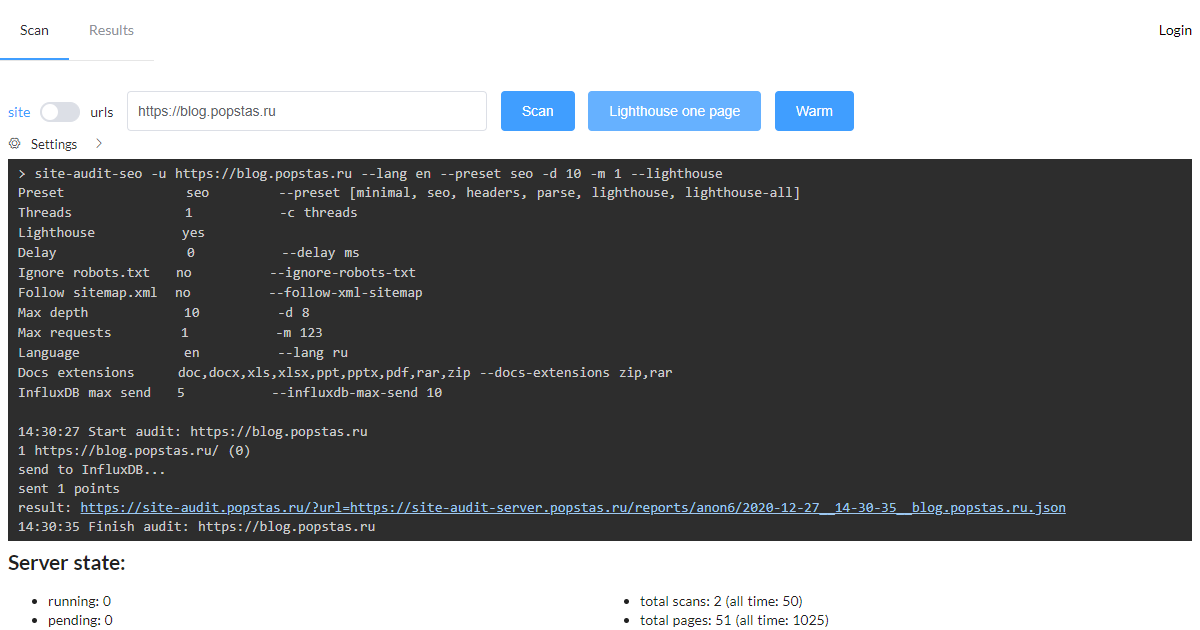 Scan Results Login
site urls https://blog.popstas.ru Scan Lighthouse one page Warm
Settings
> site-audit-seo -u https://blog.popstas.ru --lang en --preset seo -d 10 -m 1 --lighthouse
Preset seo --preset [minimal, seo, headers, parse, lighthouse, lighthouse-all]
Threads 1 -c threads
Lighthouse yes
Delay 0 --delay ms
Ignore robots.txt no --ignore-robots-txt
Follow sitemap.xml no --follow-xml-sitemap
Max depth 10 -d 8
Max requests 1 -m 123
Language en --lang ru
Docs extensions doc,docx,xls,xlsx,ppt,pptx,pdf,rar,zip --docs-extensions zip,rar
InfluxDB max send 5 --influxdb-max-send 10
14:30:27 Start audit: https://blog.popstas.ru
1 https://blog.popstas.ru/ (0)
send to InfluxDB...
sent 1 points
result: https://site-audit.popstas.ru/?url=https://site-audit-server.popstas.ru/reports/anon6/2020-12-27__14-30-35__blog.popstas.ru.json
14:30:35 Finish audit: https://blog.popstas.ru
Server state:
running: 0
pending: 0
total scans: 2 (all time: 50)
total pages: 51 (all time: 1025)